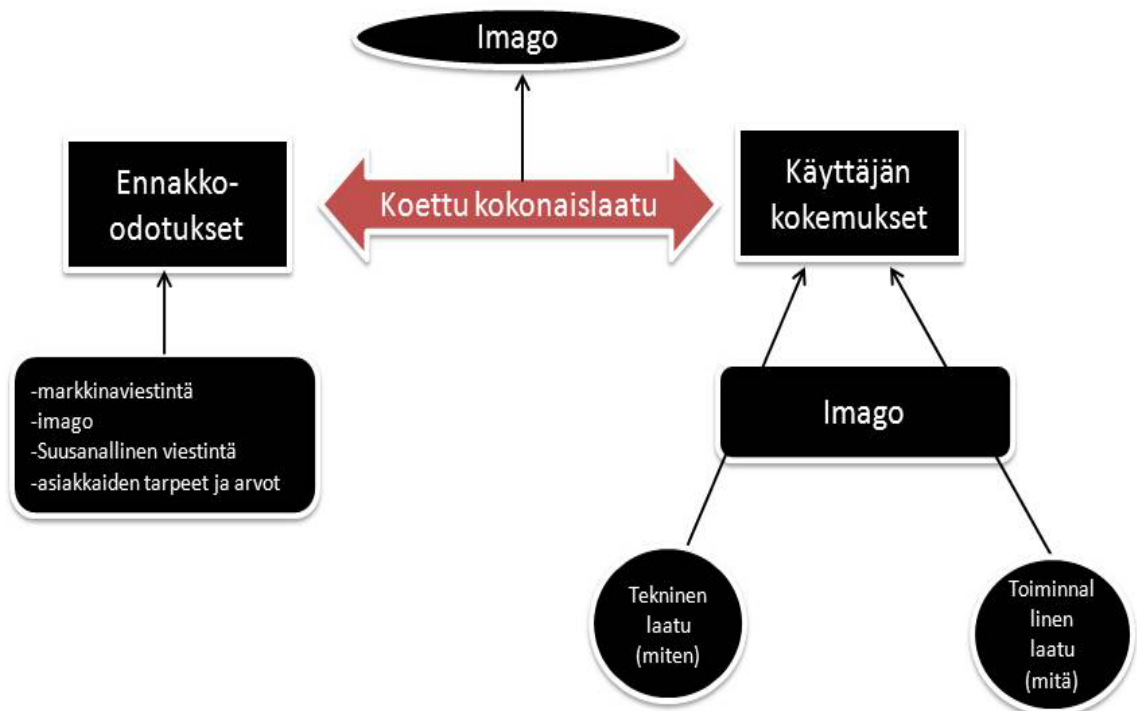 Imago
Ennakko-
odotukset
Koettu kokonaislaatu
Käyttäjän
kokemukset
-markkinaviestintä
-imago
-Suusanallinen viestintä
-asiakkaiden tarpeet ja arvot
Imago
Tekninen
laatu
(miten)
Toiminnal
linen
laatu
(mitä)